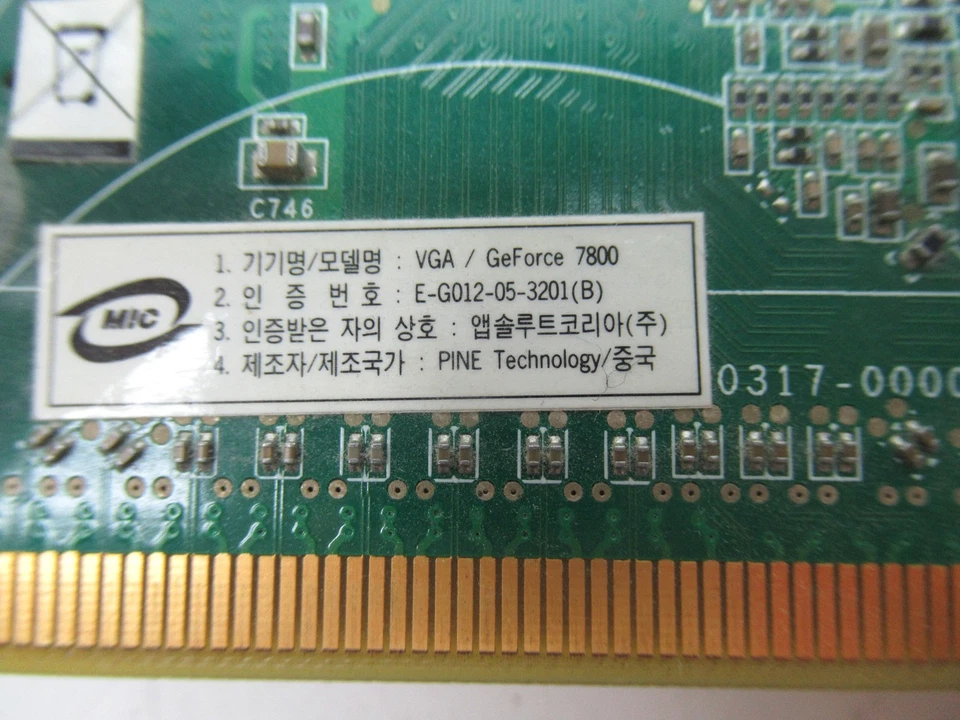 C746
1. 기기명/모델명 : VGA / GeForce 7800
2. 인 증 번 호 : E-G012-05-3201(B)
MIC
3. 인증받은 자의 상호 : 앱솔루트코리아(주)
4. 제조자/제조국가 : PINE Technology/중국
0317-0000